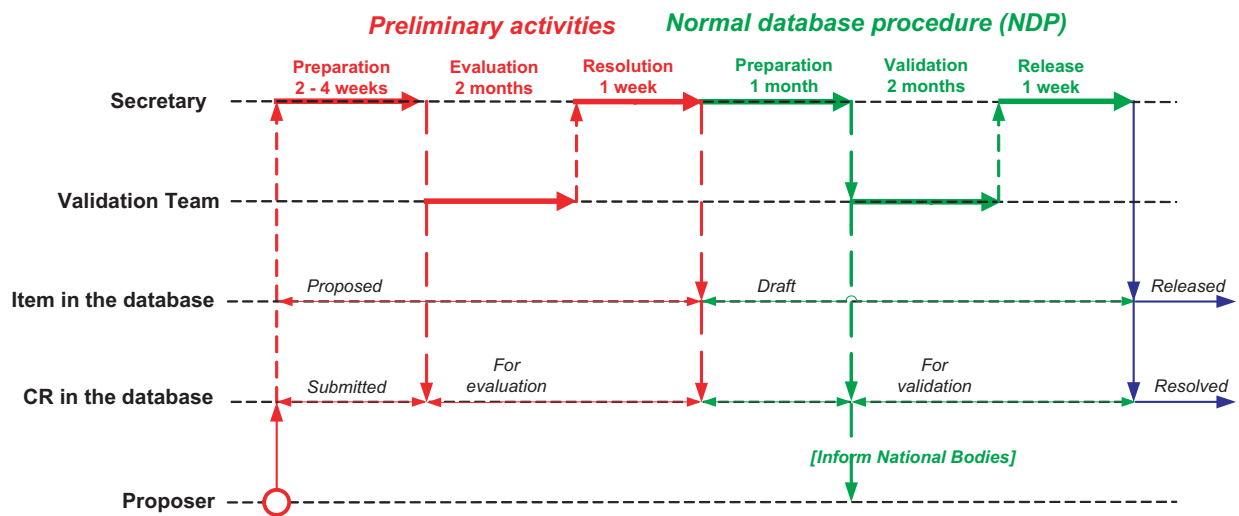 Preliminary activities
Normal database procedure (NDP)
Preparation
2 - 4 weeks
Evaluation
2 months
Resolution
1 week
Preparation
1 month
Validation
2 months
Release
1 week
Secretary
Validation Team
Item in the database
Proposed
Draft
Released
CR in the database
Submitted
For
evaluation
For
validation
Resolved
[Inform National Bodies]
Proposer